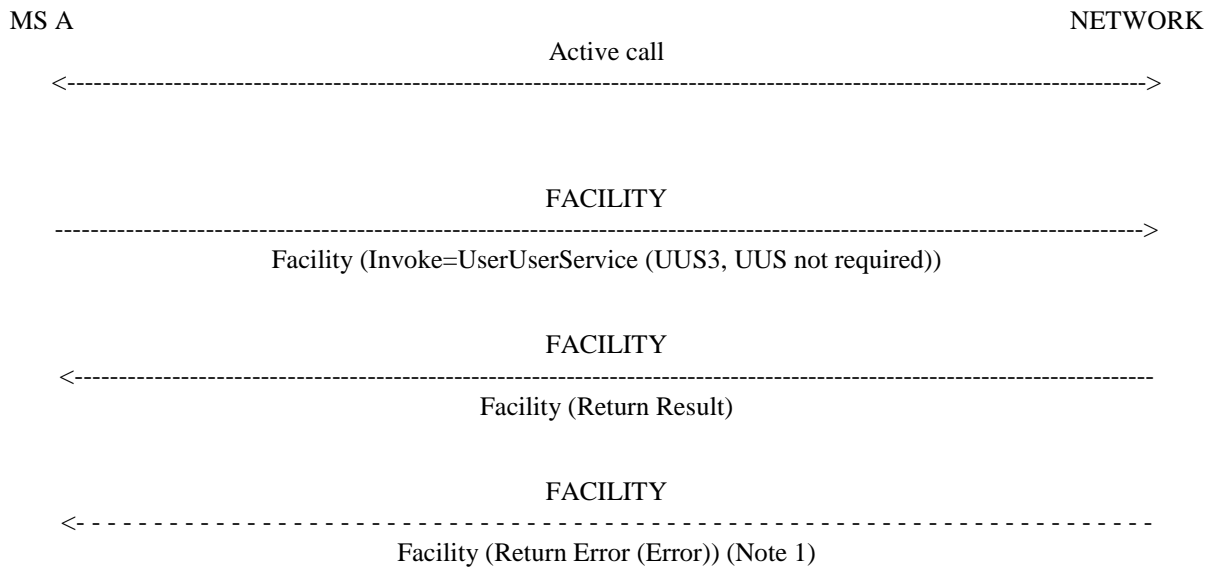 MS A NETWORK
Active call
<-------------------------------------------------------------------------------------------------------------------------->
FACILITY
--------------------------------------------------------------------------------------------------------------------------->
Facility (Invoke=UserUserService (UUS3, UUS not required))
FACILITY
<--------------------------------------------------------------------------------------------------------------------------
Facility (Return Result)
FACILITY
<- - - - - - - - - - - - - - - - - - - - - - - - - - - - - - - - - - - - - - - - - - - - - - - - - - - - - - - -
Facility (Return Error (Error)) (Note 1)